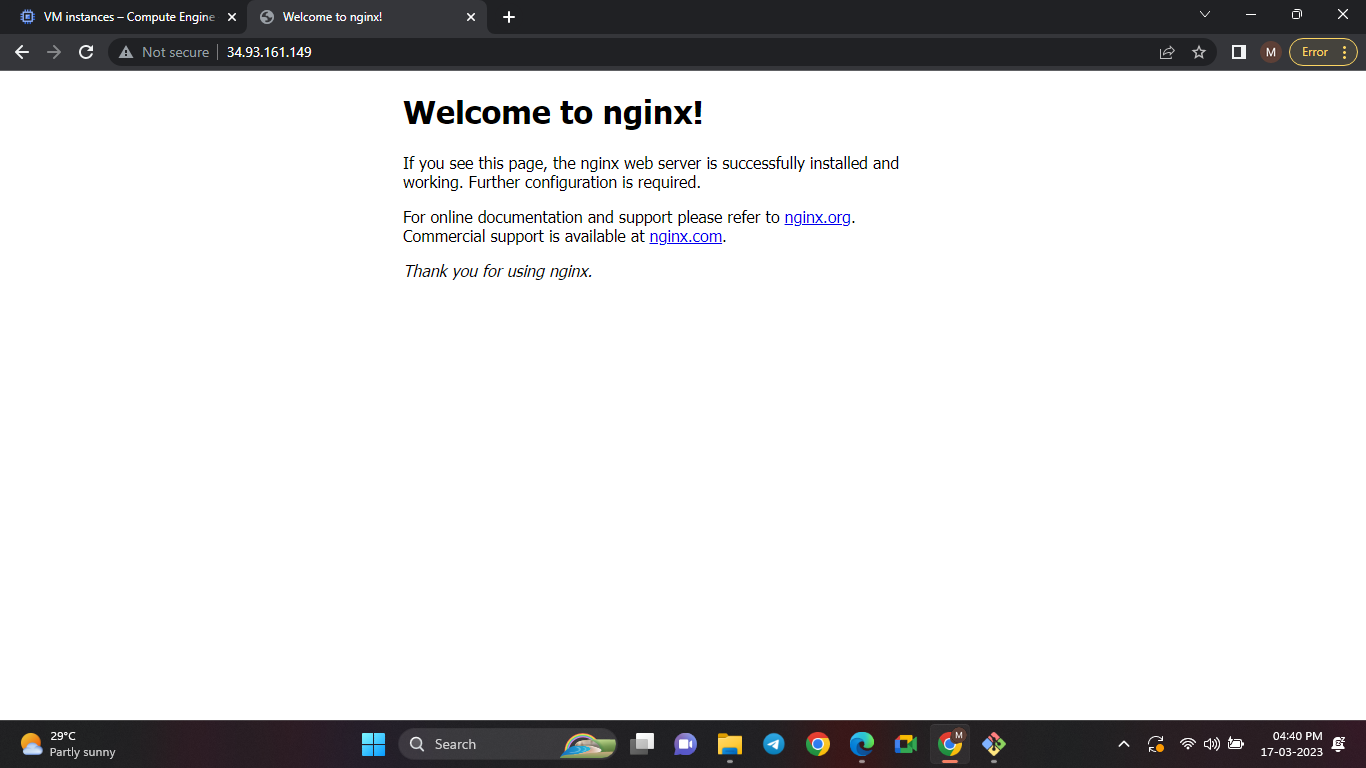 VM instances – Compute Engine
Welcome to nginx!
Not secure
34.93.161.149
M
Error
Welcome to nginx!
If you see this page, the nginx web server is successfully installed and
working. Further configuration is required.
For online documentation and support please refer to nginx.org.
Commercial support is available at nginx.com.
Thank you for using nginx.
29°C
Partly sunny
Search
M
04:40 PM
17-03-2023